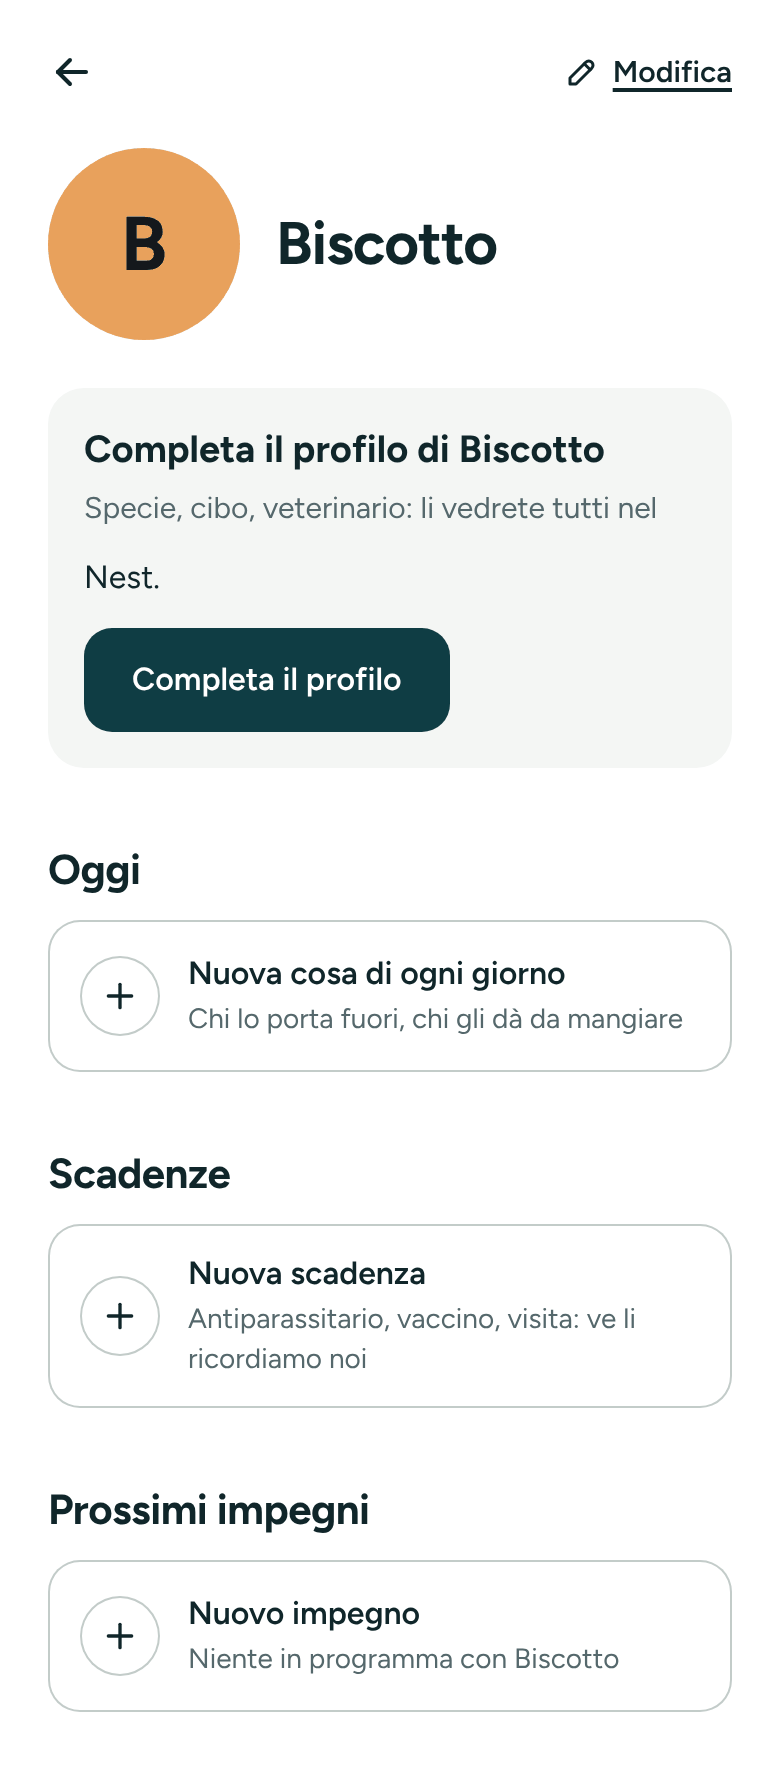 Modifica
B
Biscotto
Completa il profilo di Biscotto
Specie, cibo, veterinario: li vedrete tutti nel
Nest.
Completa il profilo
Oggi
Nuova cosa di ogni giorno
Chi lo porta fuori, chi gli dà da mangiare
Scadenze
Nuova scadenza
Antiparassitario, vaccino, visita: ve li
ricordiamo noi
Prossimi impegni
Nuovo impegno
Niente in programma con Biscotto